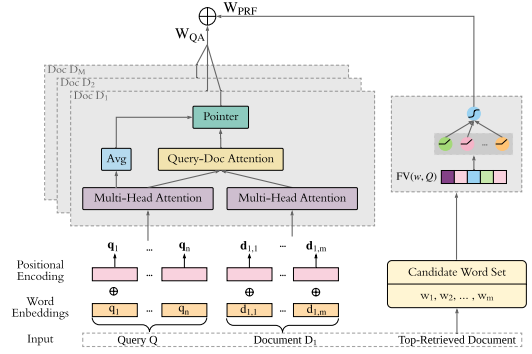 W_PRF
W_QA
Doc D_M
Doc D_2
Doc D_1
Pointer
Avg
Query-Doc Attention
Multi-Head Attention
Multi-Head Attention
...
FV(w, Q)
q_1 ... q_n d_1,1 ... d_1,m
Positional
Encoding
... ...
Candidate Word Set
w_1, w_2, ... , w_m
⊕ ⊕
Word
Embeddings
q_1 ... q_n d_1,1 ... d_1,m
Input
Query Q
Document D_1
Top-Retrieved Document